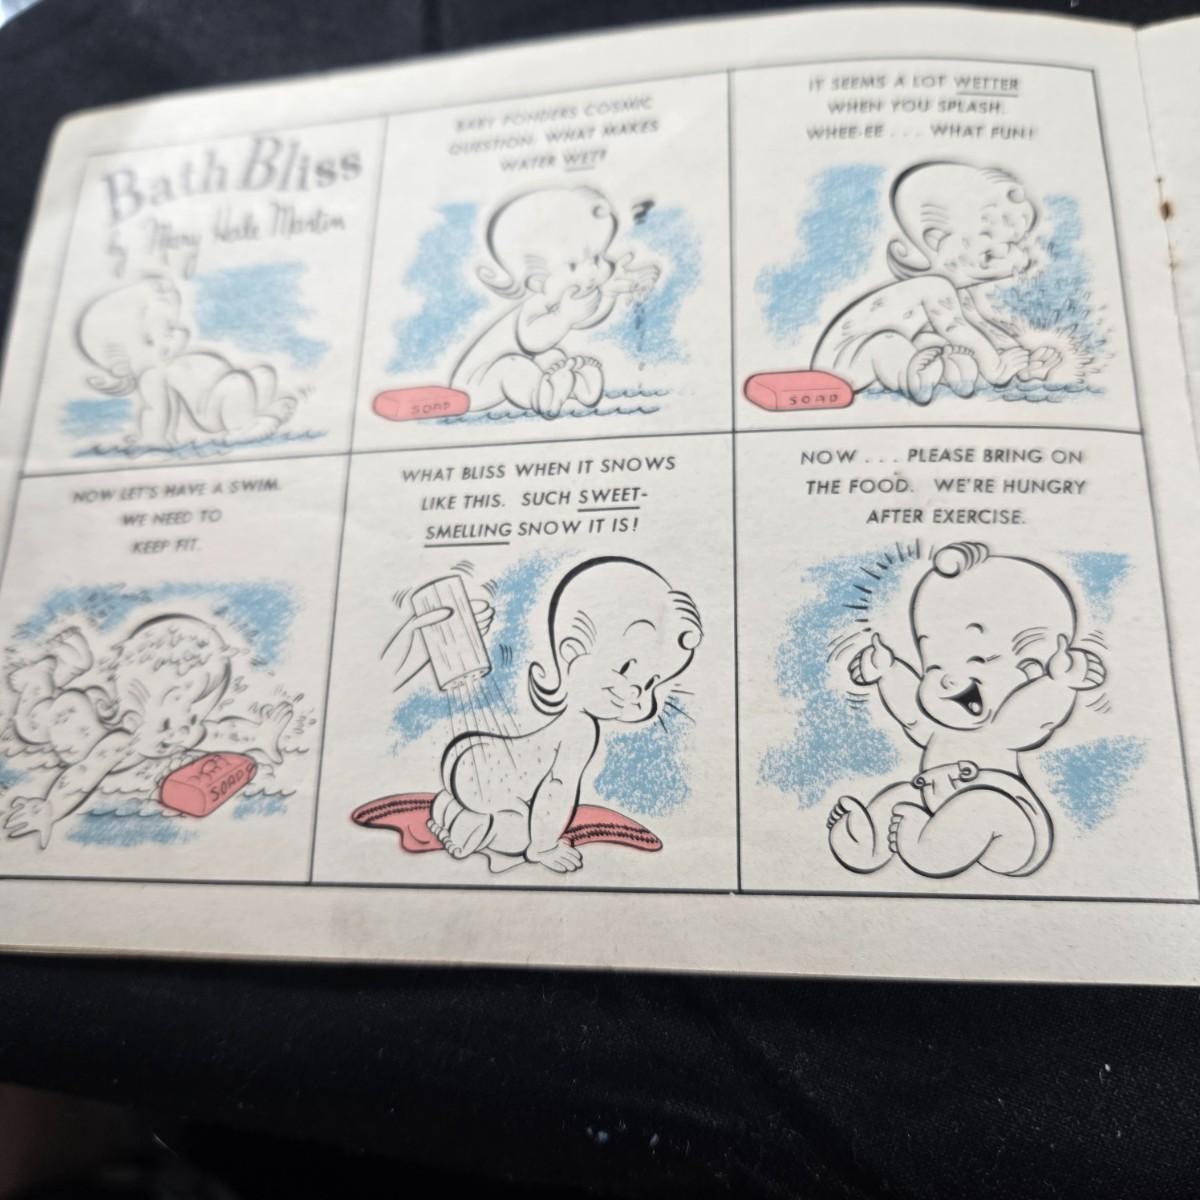 Bath Bliss
by Mary Hale Martin
BABY PONDERS COSMIC
QUESTION: WHAT MAKES
WATER WET?
?
SOAP
IT SEEMS A LOT WETTER
WHEN YOU SPLASH.
WHEE-EE . . . WHAT FUN!
SOAP
NOW LET'S HAVE A SWIM.
WE NEED TO
KEEP FIT.
SOAP
WHAT BLISS WHEN IT SNOWS
LIKE THIS. SUCH SWEET-
SMELLING SNOW IT IS!
NOW . . . PLEASE BRING ON
THE FOOD. WE'RE HUNGRY
AFTER EXERCISE.